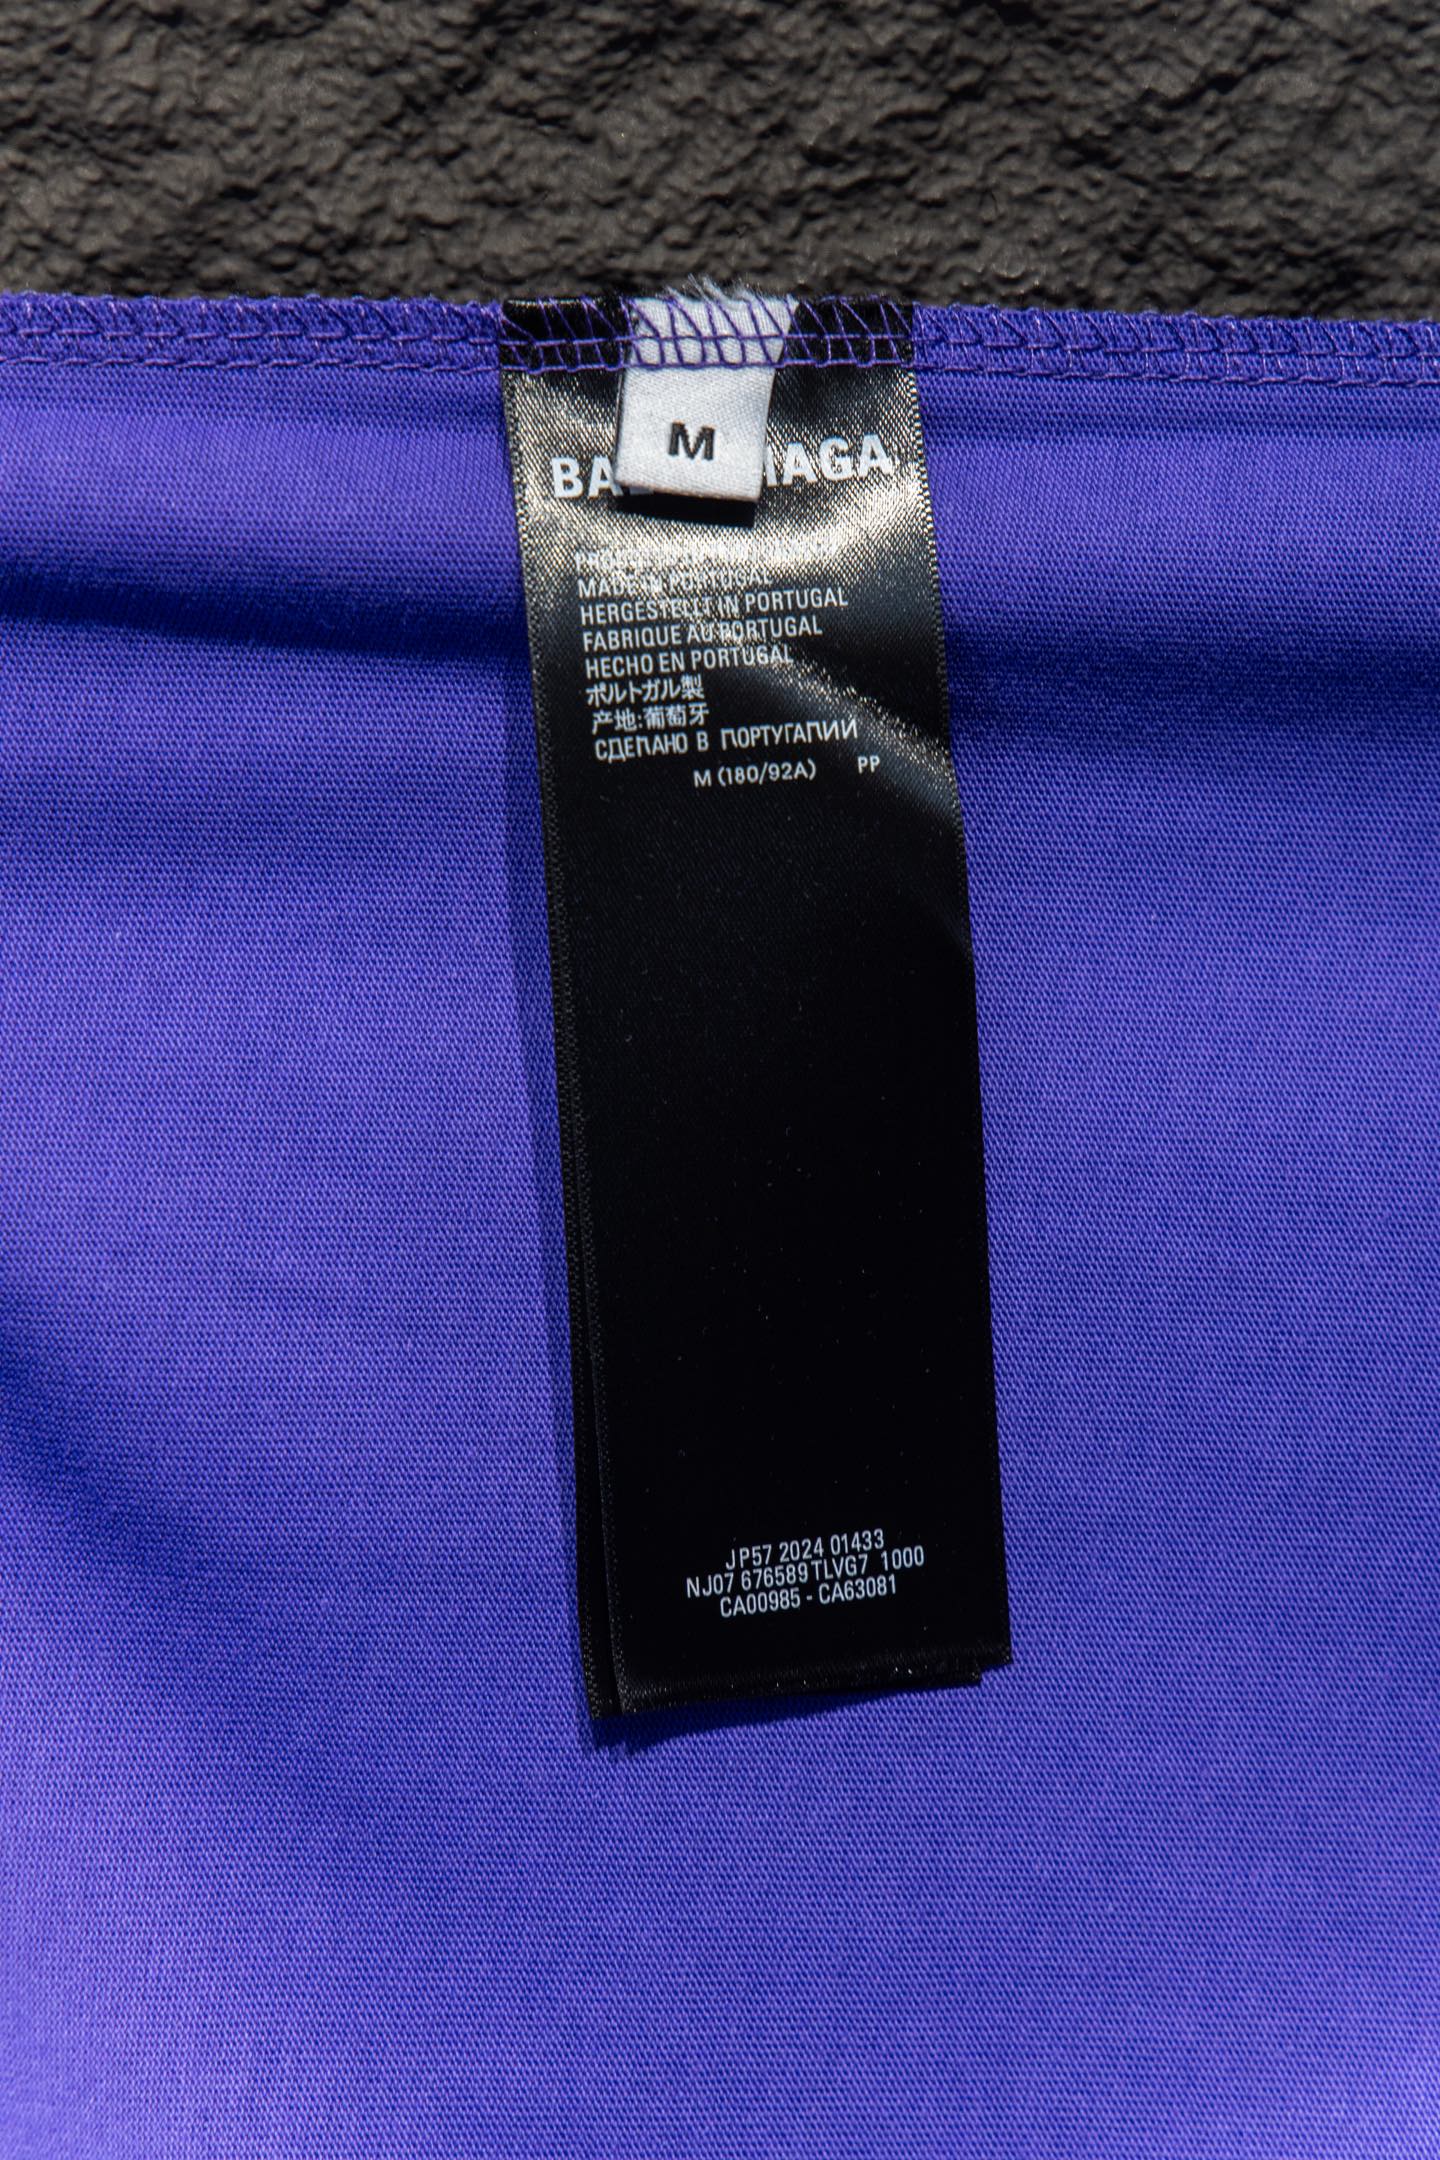 M
BA AGA
MADE IN PORTUGAL
HERGESTELLT IN PORTUGAL
FABRIQUE AU PORTUGAL
HECHO EN PORTUGAL
ポルトガル製
产地:葡萄牙
СДЕЛАНО В ПОРТУГАЛИИ
M (180/92A) PP
JP57 2024 01433
NJ07 676589 TLVG7 1000
CA00985 - CA63081